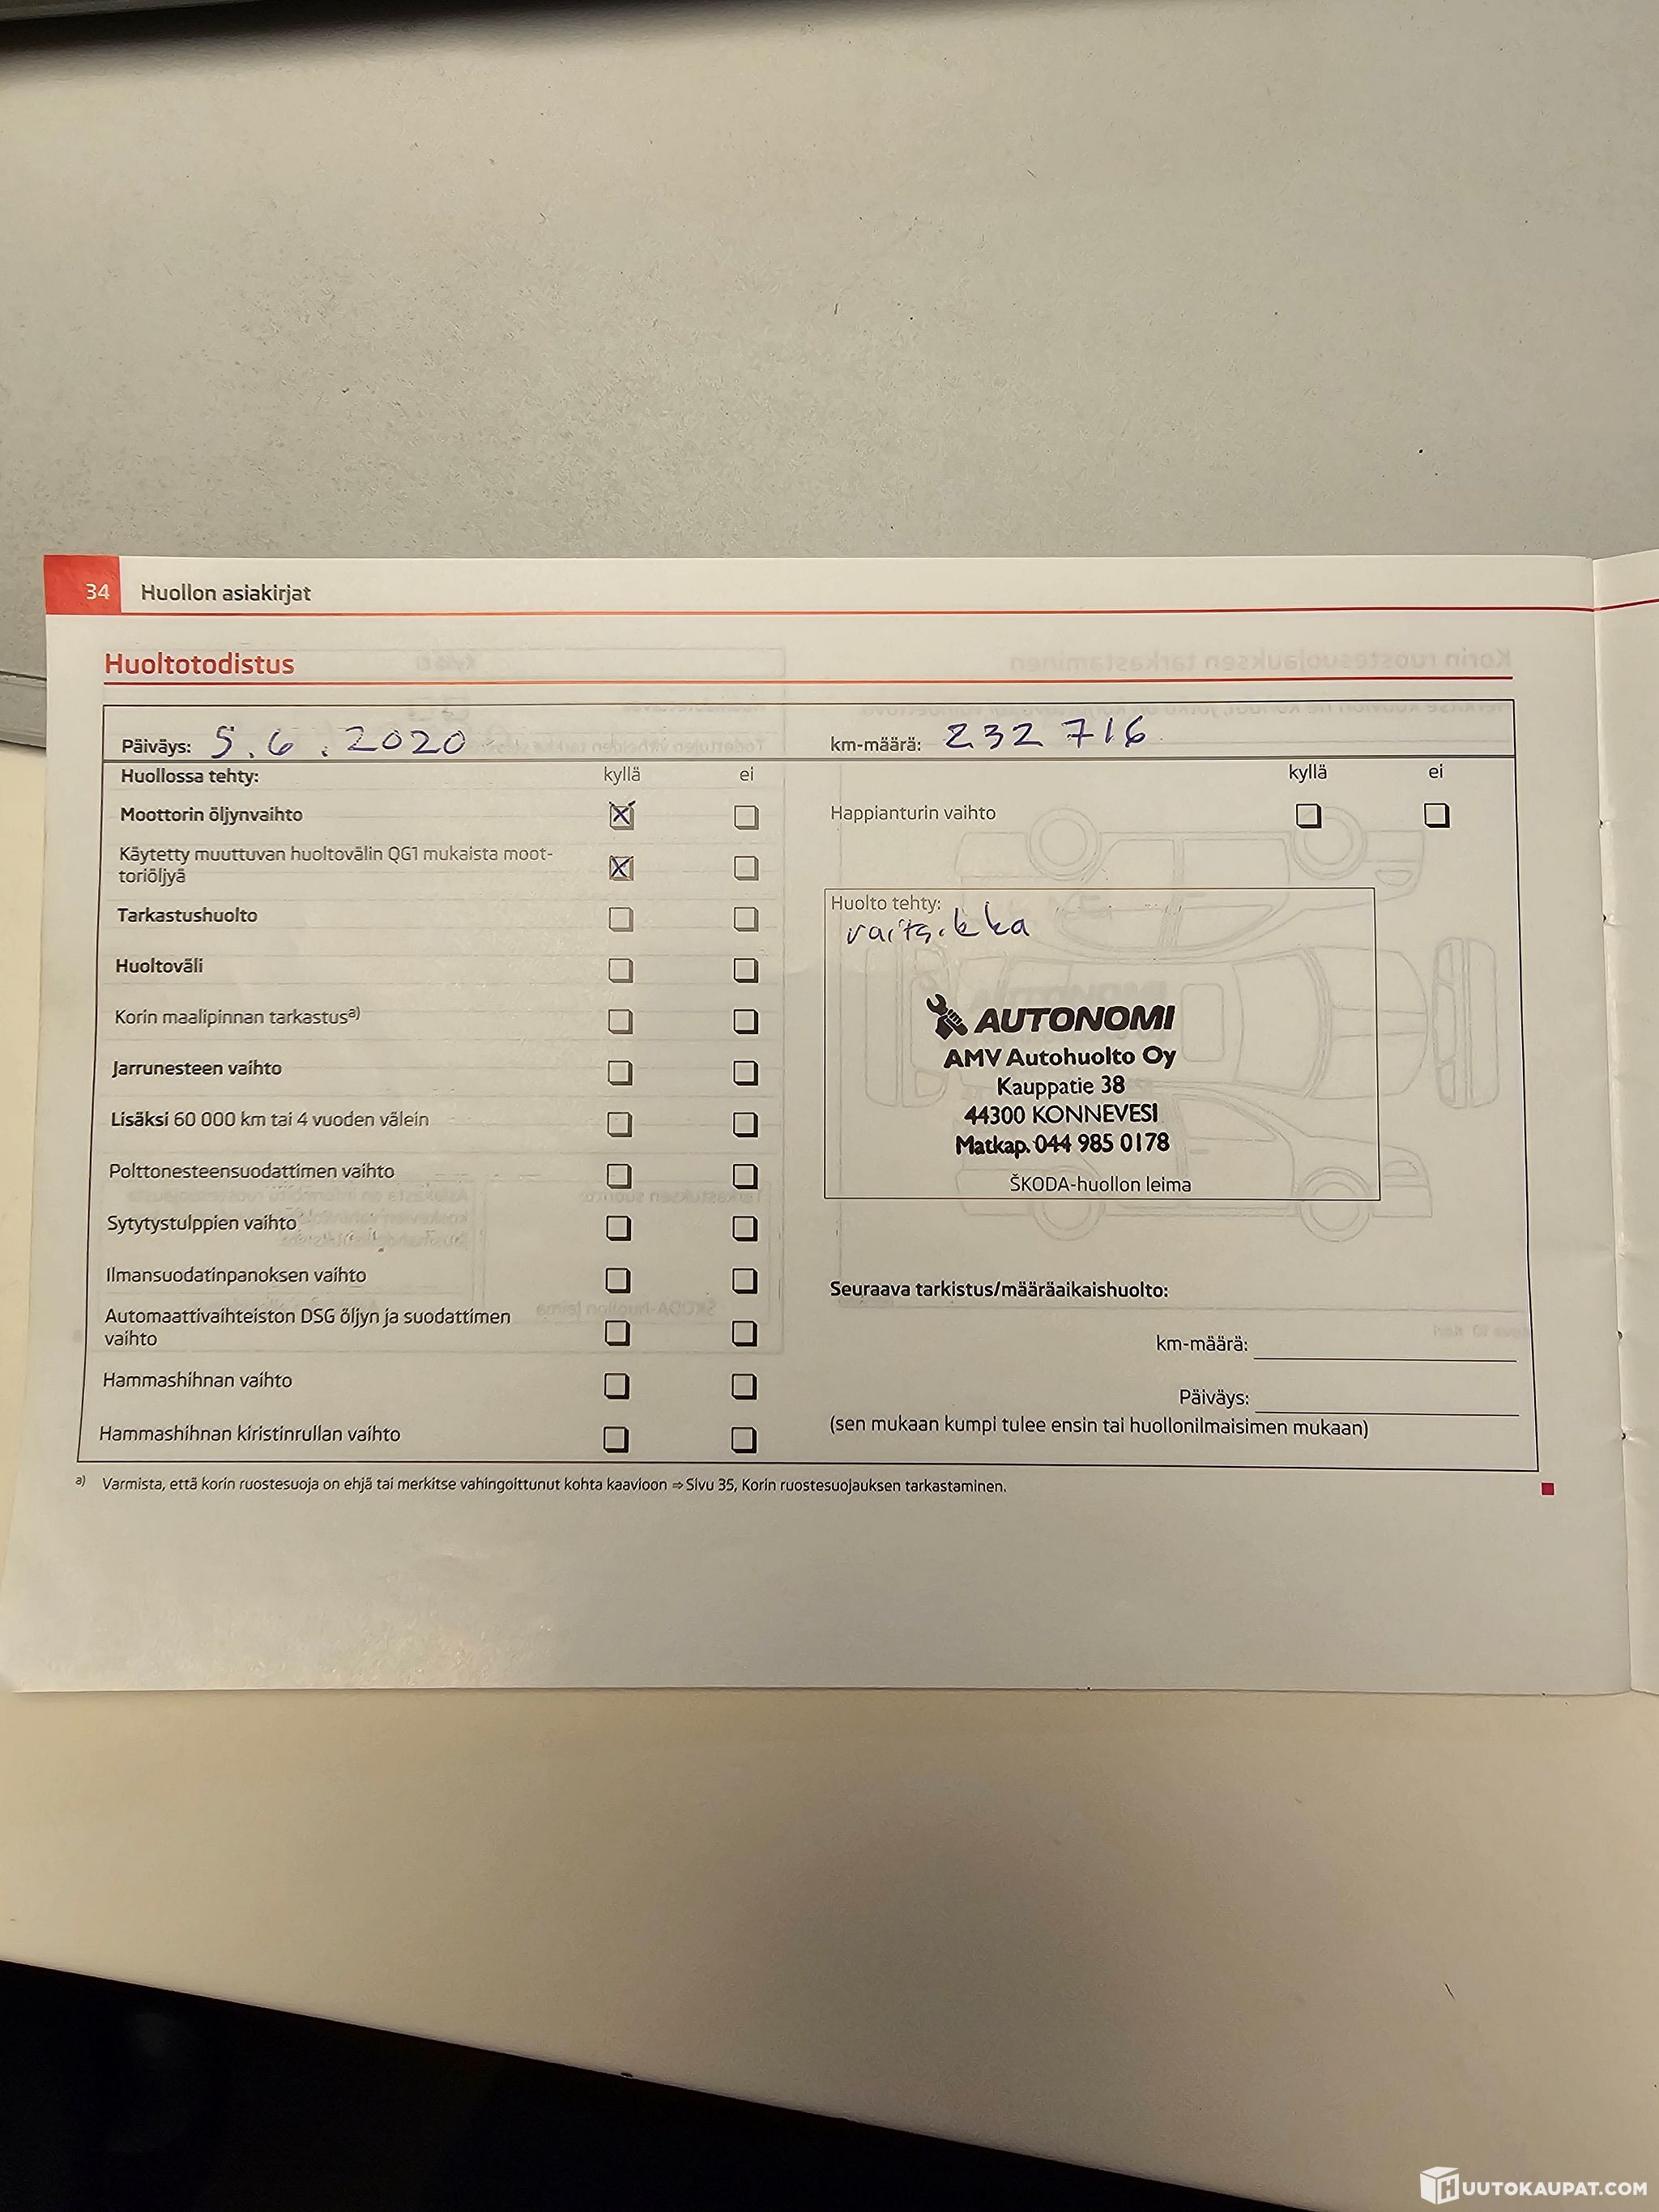 34 Huollon asiakirjat
Huoltotodistus
Päiväys: 5.6.2020 km-määrä: 232 716
Huollossa tehty: kyllä ei kyllä ei
Moottorin öljynvaihto
Happianturin vaihto
Käytetty muuttuvan huoltovälin QG1 mukaista moot-
toriöljyä
Tarkastushuolto
Huoltoväli
Korin maalipinnan tarkastusa)
Jarrunesteen vaihto
Lisäksi 60 000 km tai 4 vuoden välein
Polttonesteensuodattimen vaihto
Sytytystulppien vaihto
Ilmansuodatinpanoksen vaihto
Automaattivaihteiston DSG öljyn ja suodattimen
vaihto
Hammashihnan vaihto
Hammashihnan kiristinrullan vaihto
Huolto tehty:
AUTONOMI
AMV Autohuolto Oy
Kauppatie 38
44300 KONNEVESI
Matkap. 044 985 0178
ŠKODA-huollon leima
Seuraava tarkistus/määräaikaishuolto:
km-määrä:
Päiväys:
(sen mukaan kumpi tulee ensin tai huollonilmaisimen mukaan)
a) Varmista, että korin ruostesuoja on ehjä tai merkitse vahingoittunut kohta kaavioon ⇒ Sivu 35, Korin ruostesuojauksen tarkastaminen.
HUUTOKAUPAT.COM